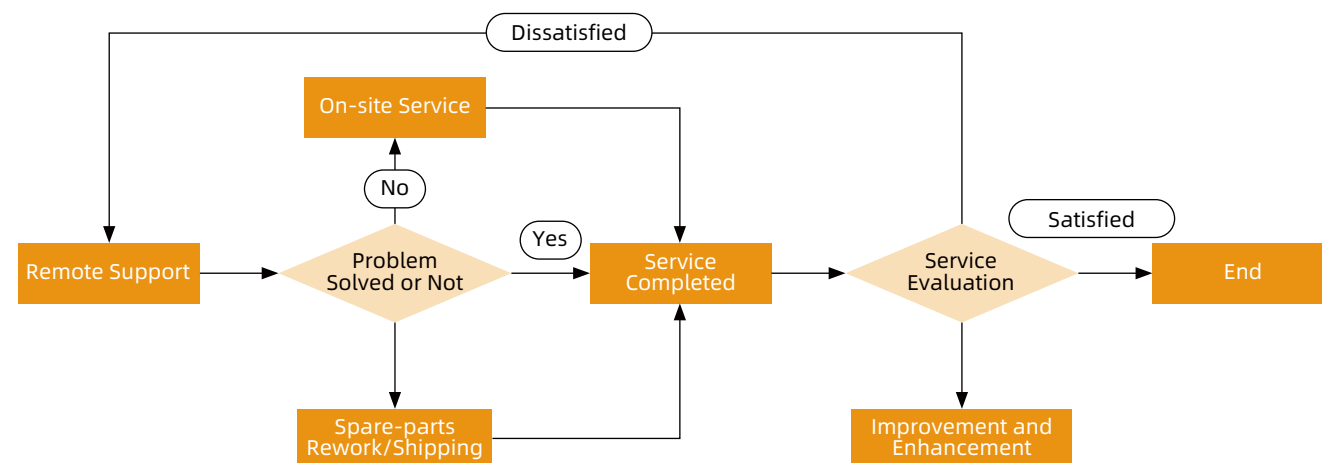 Dissatisfied
On-site Service
No
Yes
Satisfied
Remote Support
Problem
Solved or Not
Service
Completed
Service
Evaluation
End
Spare-parts
Rework/Shipping
Improvement and
Enhancement